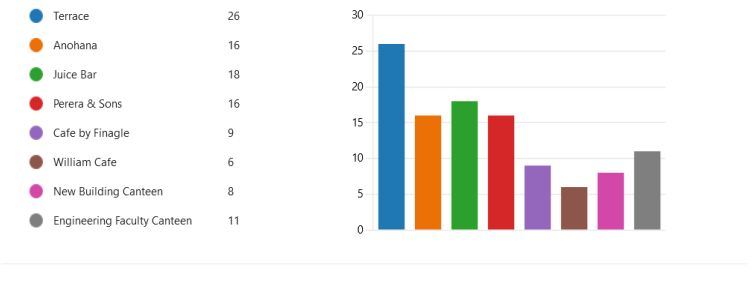 Terrace 26
Anohana 16
Juice Bar 18
Perera & Sons 16
Cafe by Finagle 9
William Cafe 6
New Building Canteen 8
Engineering Faculty Canteen 11
30
25
20
15
10
5
0